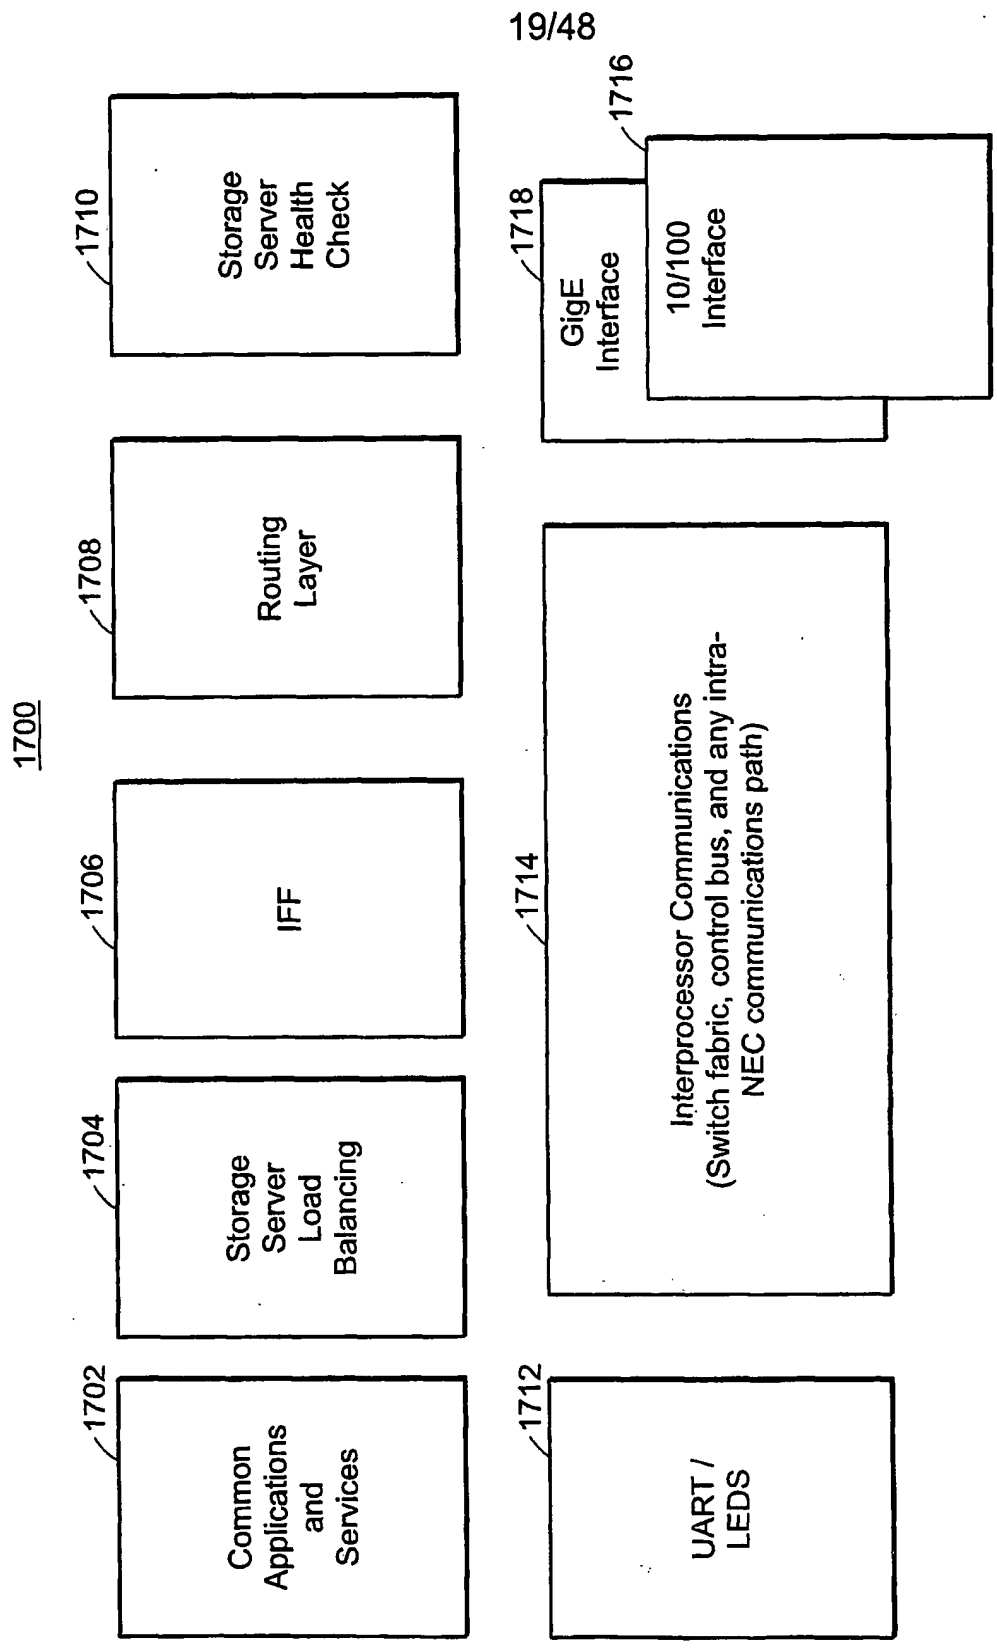 19/48
1700
1702
Common
Applications
and
Services
1704
Storage
Server
Load
Balancing
1706
IFF
1708
Routing
Layer
1710
Storage
Server
Health
Check
1712
UART /
LEDS
1714
Interprocessor Communications
(Switch fabric, control bus, and any intra-
NEC communications path)
1718
GigE
Interface
1716
10/100
Interface